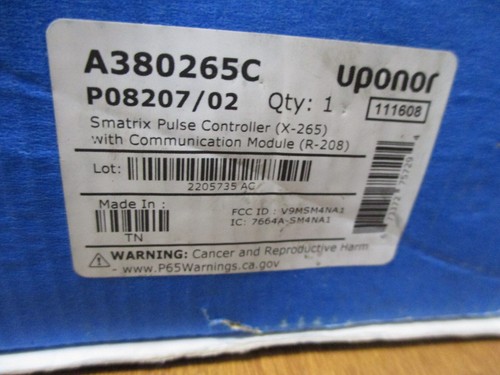 A380265C
uponor
P08207/02 Qty: 1
111608
Smatrix Pulse Controller (X-265)
with Communication Module (R-208)
Lot:
2205735 AC
Made In :
TN
FCC ID : V9MSM4NA1
IC: 7664A-SM4NA1
WARNING: Cancer and Reproductive Harm
- www.P65Warnings.ca.gov